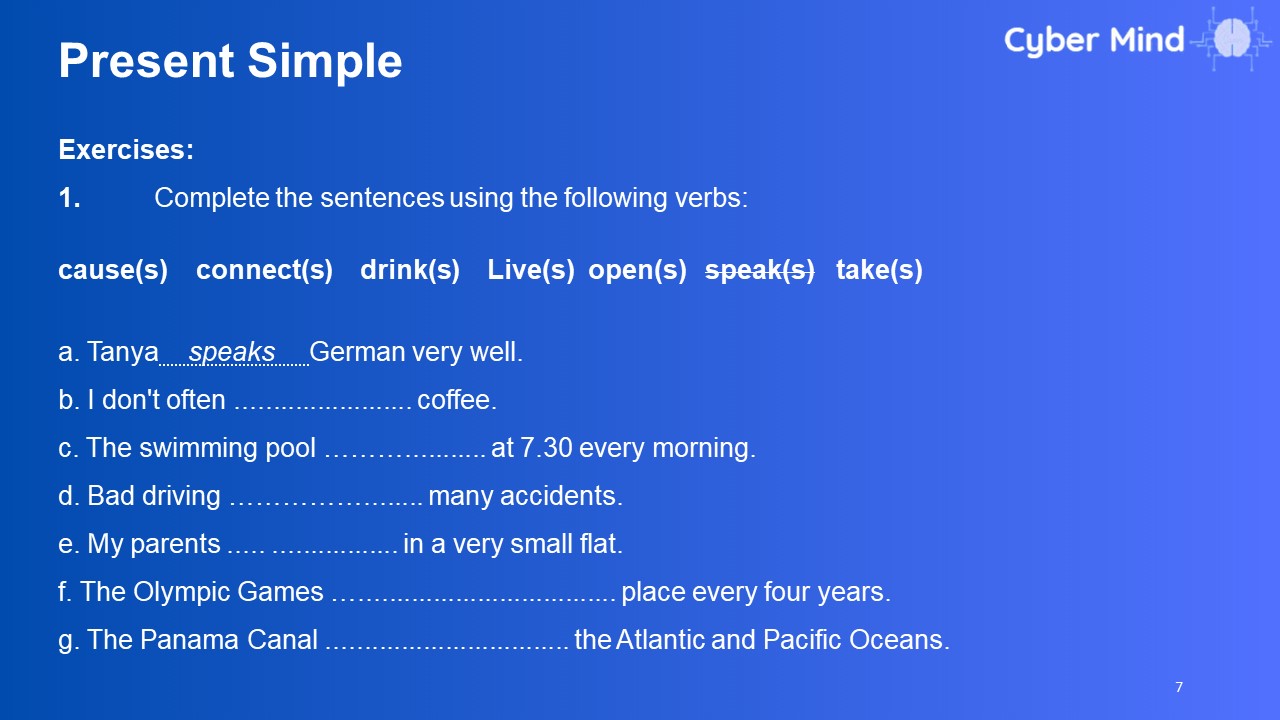 Present Simple
Cyber Mind
Exercises:
1. Complete the sentences using the following verbs:
cause(s) connect(s) drink(s) Live(s) open(s) speak(s) take(s)
a. Tanya speaks German very well.
b. I don't often ........................ coffee.
c. The swimming pool …………......... at 7.30 every morning.
d. Bad driving ………………...... many accidents.
e. My parents ..... ................. in a very small flat.
f. The Olympic Games …..................................... place every four years.
g. The Panama Canal ................................. the Atlantic and Pacific Oceans.
7